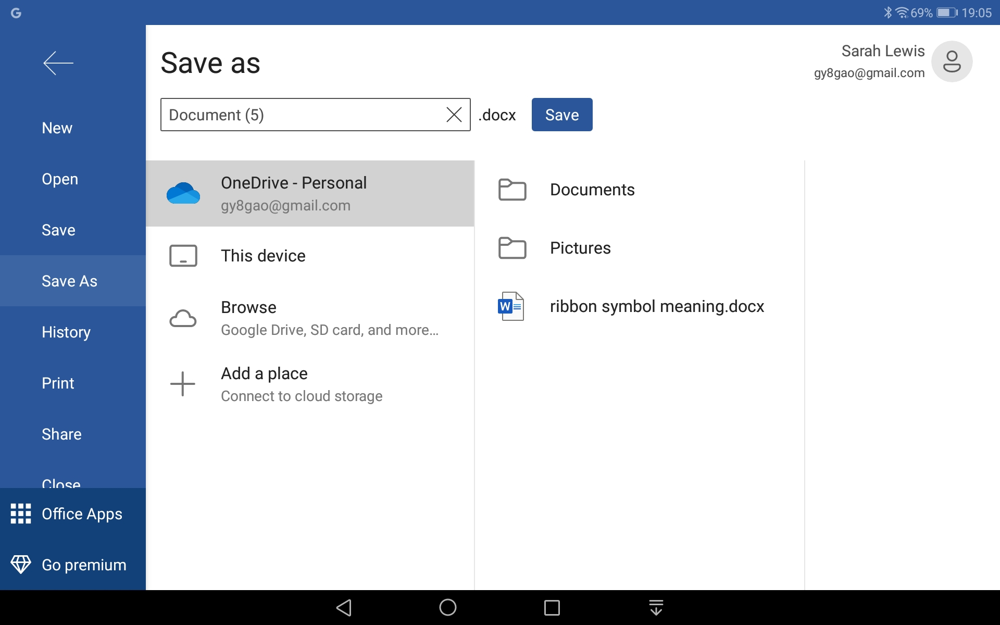 G
69% 19:05
Save as
Sarah Lewis
gy8gao@gmail.com
Document (5)
.docx
Save
New
Open
Save
Save As
History
Print
Share
Close
Office Apps
Go premium
OneDrive - Personal
gy8gao@gmail.com
This device
Browse
Google Drive, SD card, and more...
Add a place
Connect to cloud storage
Documents
Pictures
W
ribbon symbol meaning.docx